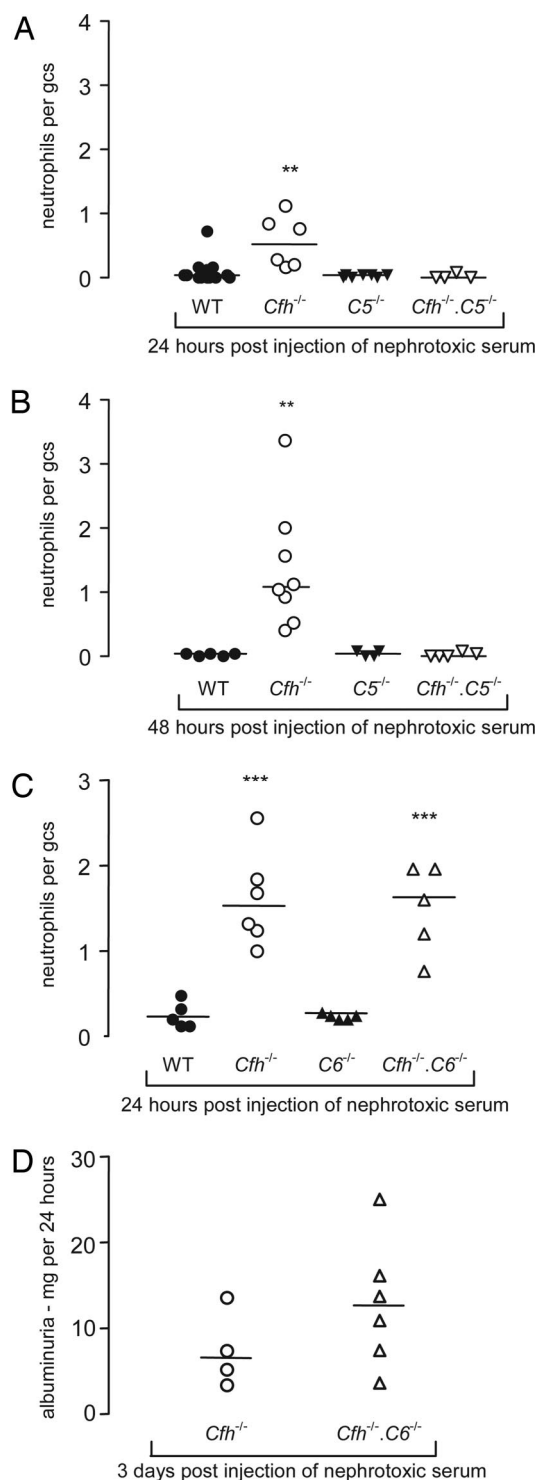 A
4
3
2
1
0
neutrophils per gcs
**
WT Cfh-/- C5-/- Cfh-/-.C5-/-
24 hours post injection of nephrotoxic serum
B
4
3
2
1
0
neutrophils per gcs
**
WT Cfh-/- C5-/- Cfh-/-.C5-/-
48 hours post injection of nephrotoxic serum
C
3
2
1
0
neutrophils per gcs
***
***
WT Cfh-/- C6-/- Cfh-/-.C6-/-
24 hours post injection of nephrotoxic serum
D
30
20
10
0
albuminuria - mg per 24 hours
Cfh-/- Cfh-/-.C6-/-
3 days post injection of nephrotoxic serum